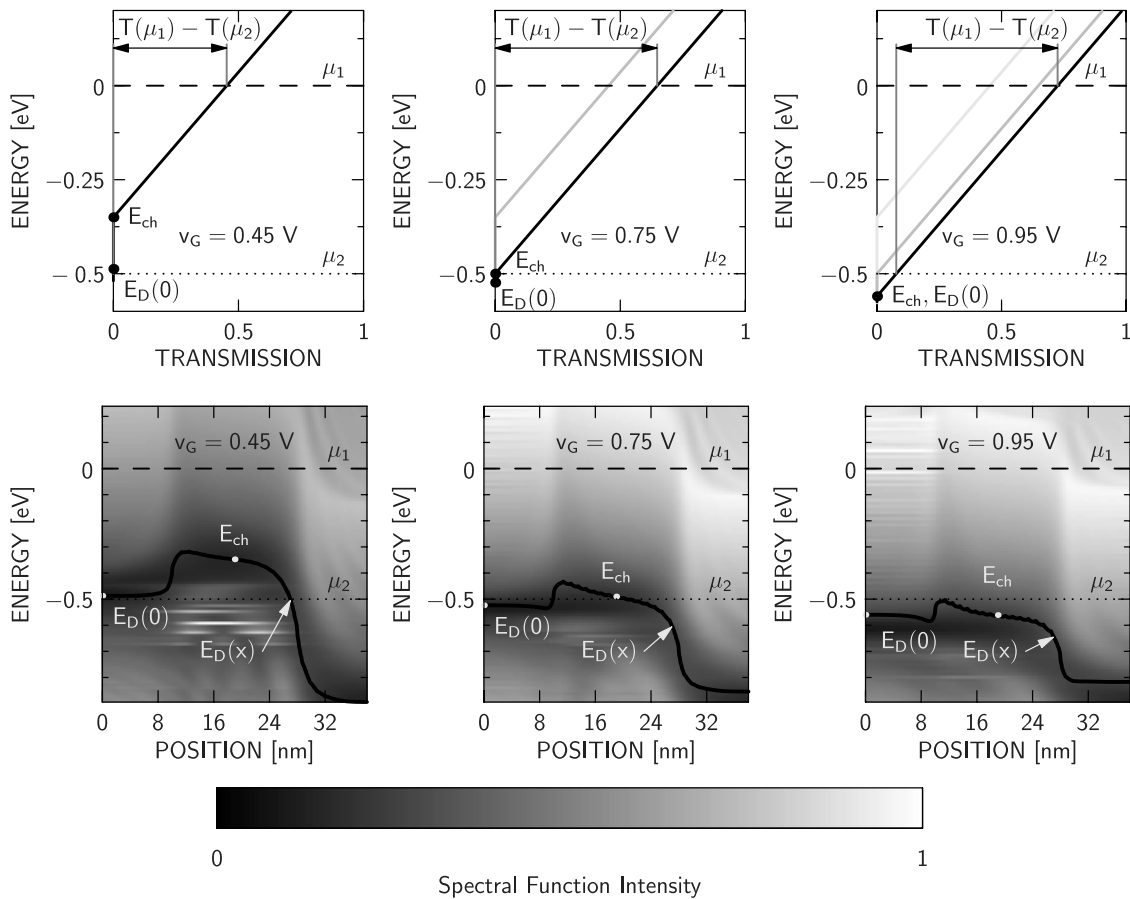 T(μ₁) − T(μ₂)
μ₁
0
ENERGY [eV]
−0.25
E_ch
v_G = 0.45 V
μ₂
−0.5
E_D(0)
0
0.5
1
TRANSMISSION
T(μ₁) − T(μ₂)
μ₁
0
ENERGY [eV]
−0.25
v_G = 0.75 V
E_ch
μ₂
−0.5
E_D(0)
0
0.5
1
TRANSMISSION
T(μ₁) − T(μ₂)
μ₁
0
ENERGY [eV]
−0.25
v_G = 0.95 V
μ₂
−0.5
E_ch, E_D(0)
0
0.5
1
TRANSMISSION
v_G = 0.45 V
μ₁
0
ENERGY [eV]
E_ch
μ₂
−0.5
E_D(0)
E_D(x)
0
8
16
24
32
POSITION [nm]
v_G = 0.75 V
μ₁
0
ENERGY [eV]
E_ch
μ₂
−0.5
E_D(0)
E_D(x)
0
8
16
24
32
POSITION [nm]
v_G = 0.95 V
μ₁
0
ENERGY [eV]
E_ch
μ₂
−0.5
E_D(0)
E_D(x)
0
8
16
24
32
POSITION [nm]
0
1
Spectral Function Intensity